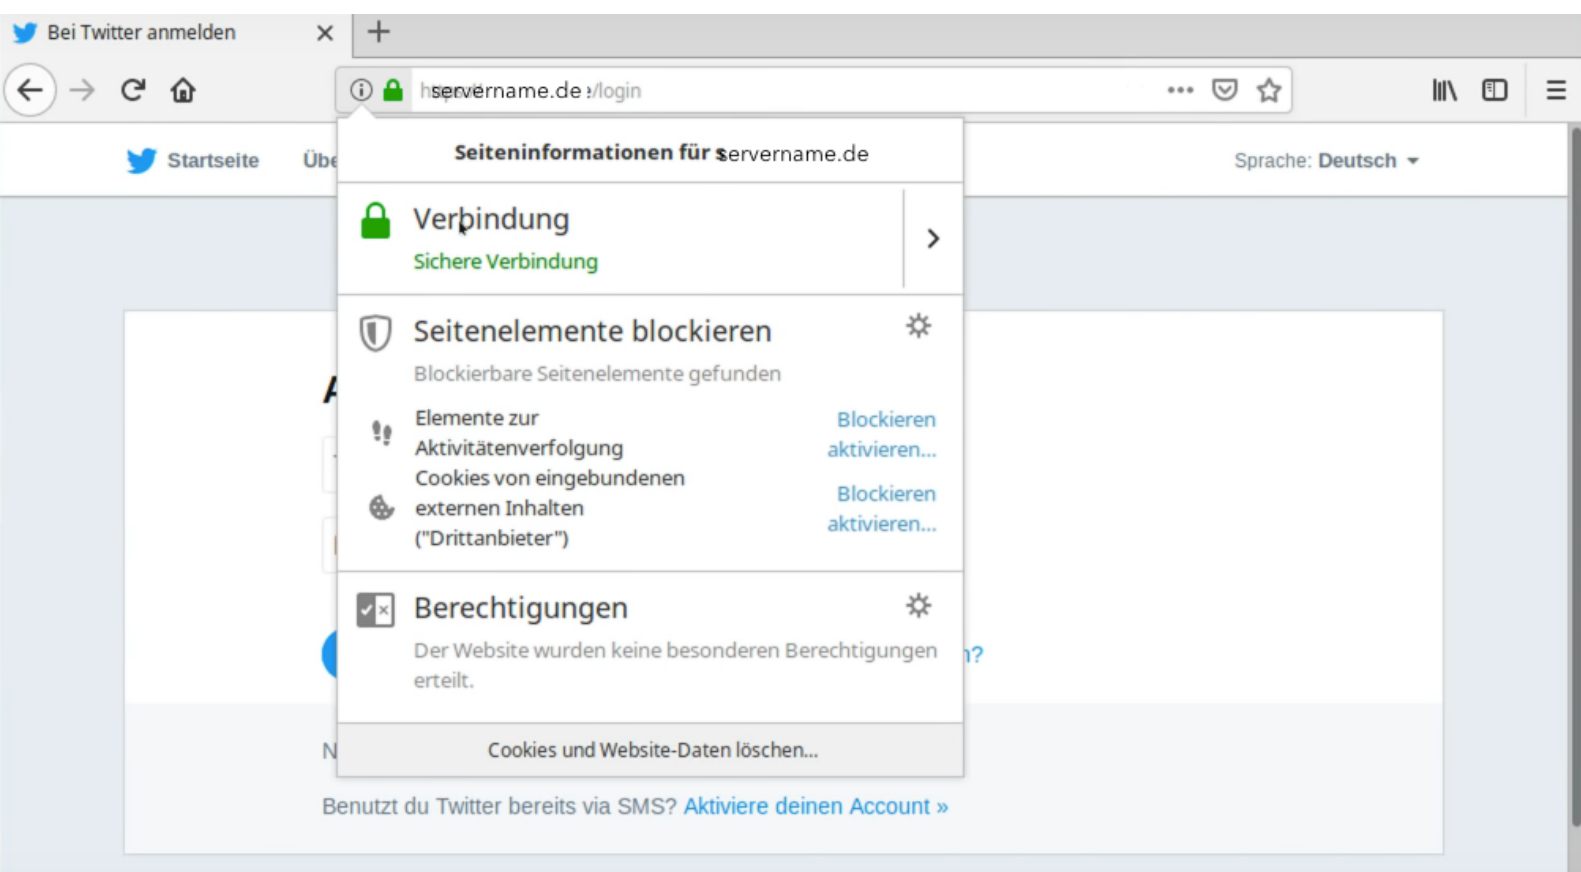 Bei Twitter anmelden
servername.de /login
Startseite
Seiteninformationen für servername.de
Sprache: Deutsch
Verbindung
Sichere Verbindung
Seitenelemente blockieren
Blockierbare Seitenelemente gefunden
Elemente zur
Aktivitätenverfolgung
Blockieren
aktivieren...
Cookies von eingebundenen
externen Inhalten
("Drittanbieter")
Blockieren
aktivieren...
Berechtigungen
Der Website wurden keine besonderen Berechtigungen
erteilt.
Cookies und Website-Daten löschen...
Benutzt du Twitter bereits via SMS? Aktiviere deinen Account »